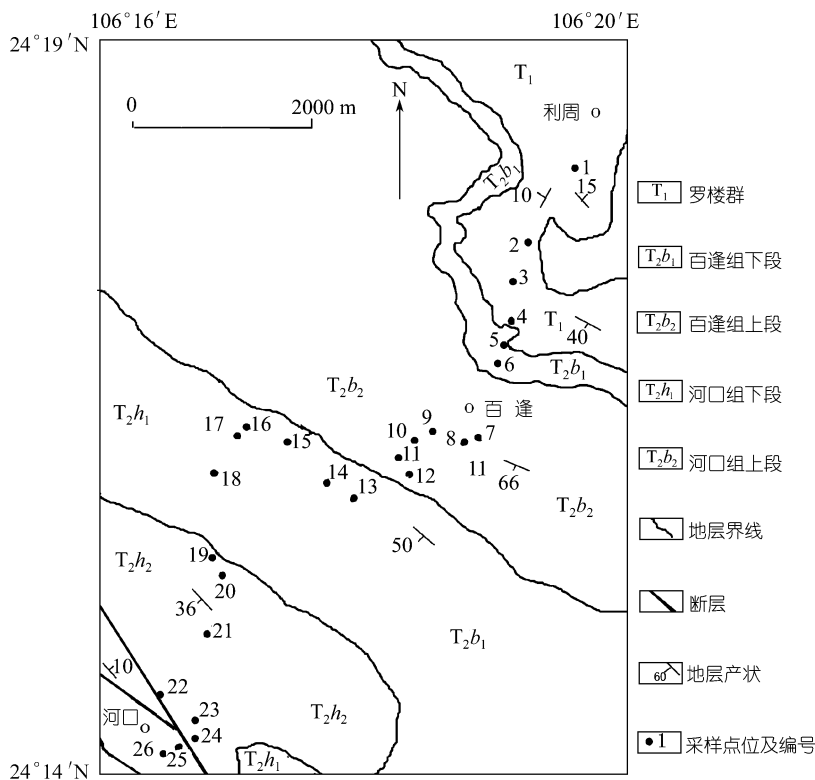 106°16′E
106°20′E
24°19′N
T₁
0
2000 m
N
利周
1
T₂b₁
10
15
2
3
4
T₁
40
5
6
T₂b₁
T₂b₂
百逢
T₂h₁
17
16
15
9
10
8
7
11
12
11
66
18
14
13
T₂b₂
50
19
T₂h₂
20
36
21
T₂b₁
10
22
T₂h₂
河口
23
24
26
25
T₂h₁
24°14′N
T₁ 罗楼群
T₂b₁ 百逢组下段
T₂b₂ 百逢组上段
T₂h₁ 河口组下段
T₂b₂ 河口组上段
地层界线
断层
60 地层产状
1 采样点位及编号